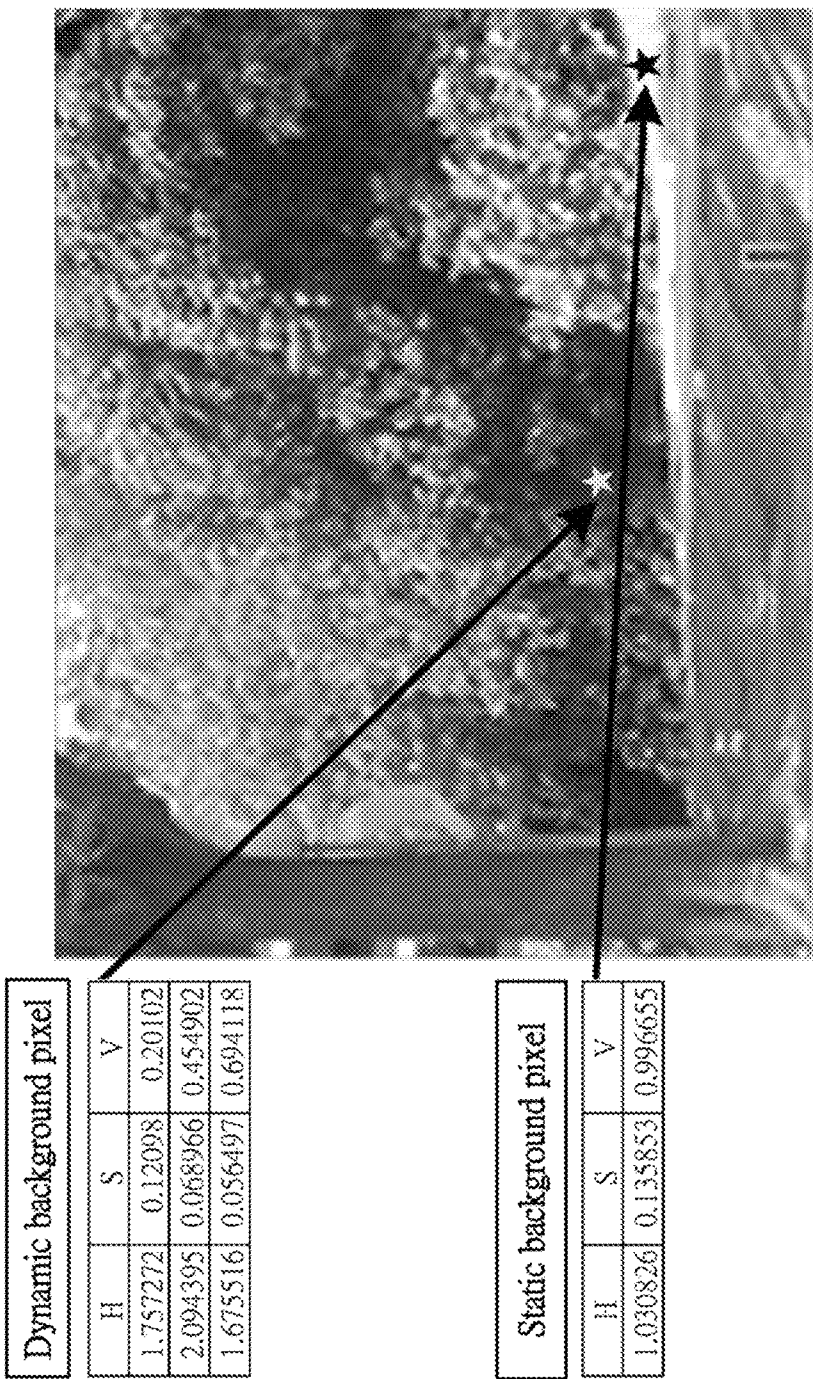 Dynamic background pixel
H S V
1.757272 0.12098 0.20102
2.094395 0.068966 0.454902
1.675516 0.056497 0.694118
Static background pixel
H S V
1.030826 0.135853 0.996655